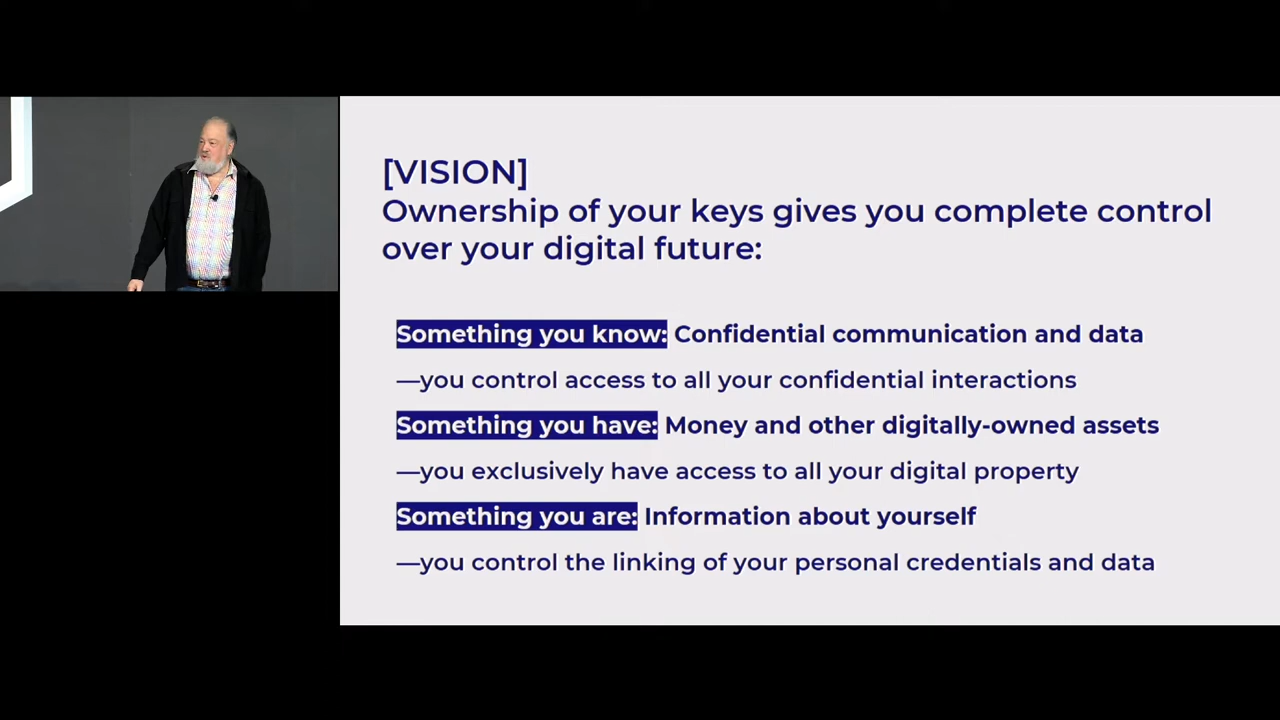 [VISION]
Ownership of your keys gives you complete control
over your digital future:
Something you know: Confidential communication and data
—you control access to all your confidential interactions
Something you have: Money and other digitally-owned assets
—you exclusively have access to all your digital property
Something you are: Information about yourself
—you control the linking of your personal credentials and data